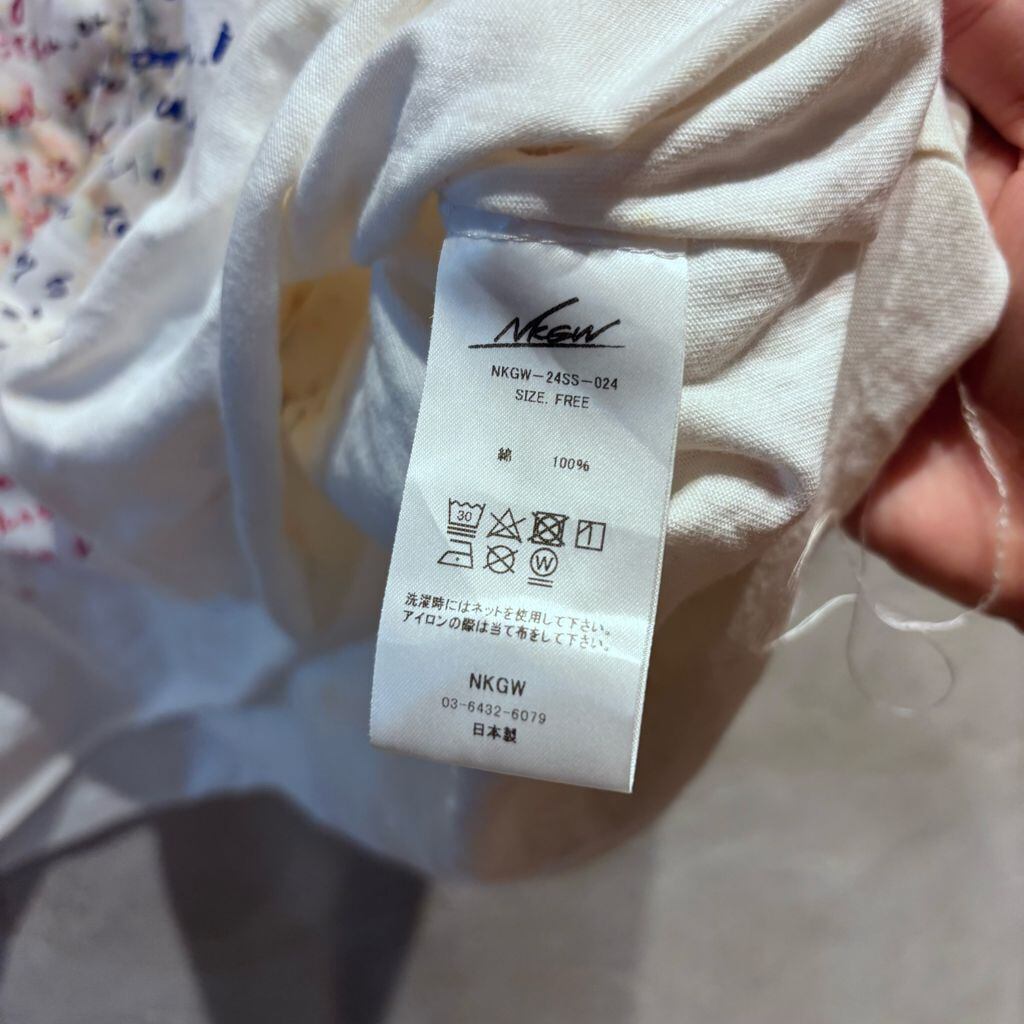 NKGW
NKGW-24SS-024
SIZE. FREE
綿 100%
30
W
洗濯時にはネットを使用して下さい。
アイロンの際は当て布をして下さい。
NKGW
03-6432-6079
日本製